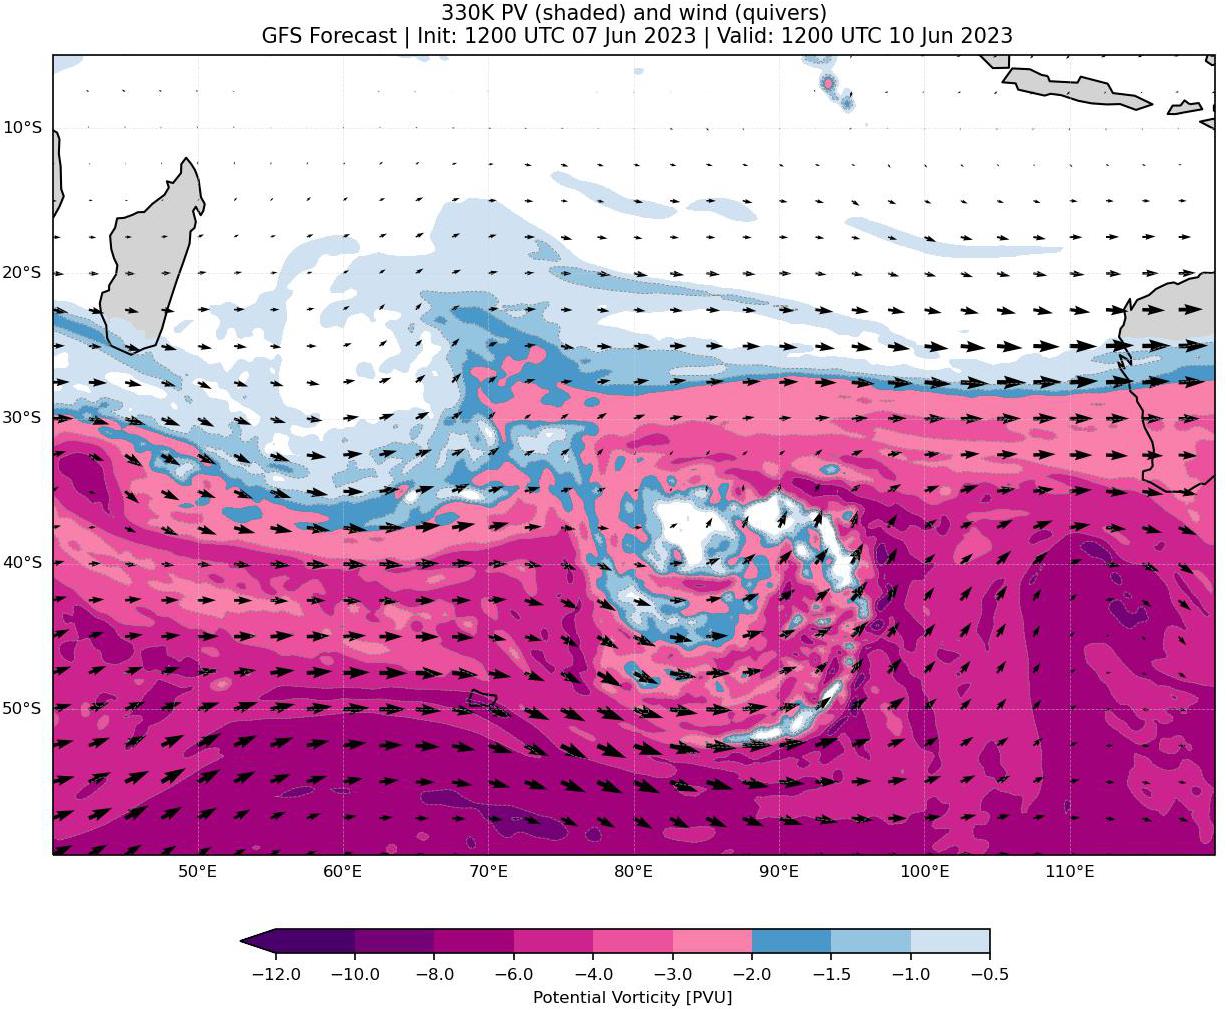 330K PV (shaded) and wind (quivers)
GFS Forecast | Init: 1200 UTC 07 Jun 2023 | Valid: 1200 UTC 10 Jun 2023
10°S
20°S
30°S
40°S
50°S
50°E 60°E 70°E 80°E 90°E 100°E 110°E
−12.0 −10.0 −8.0 −6.0 −4.0 −3.0 −2.0 −1.5 −1.0 −0.5
Potential Vorticity [PVU]